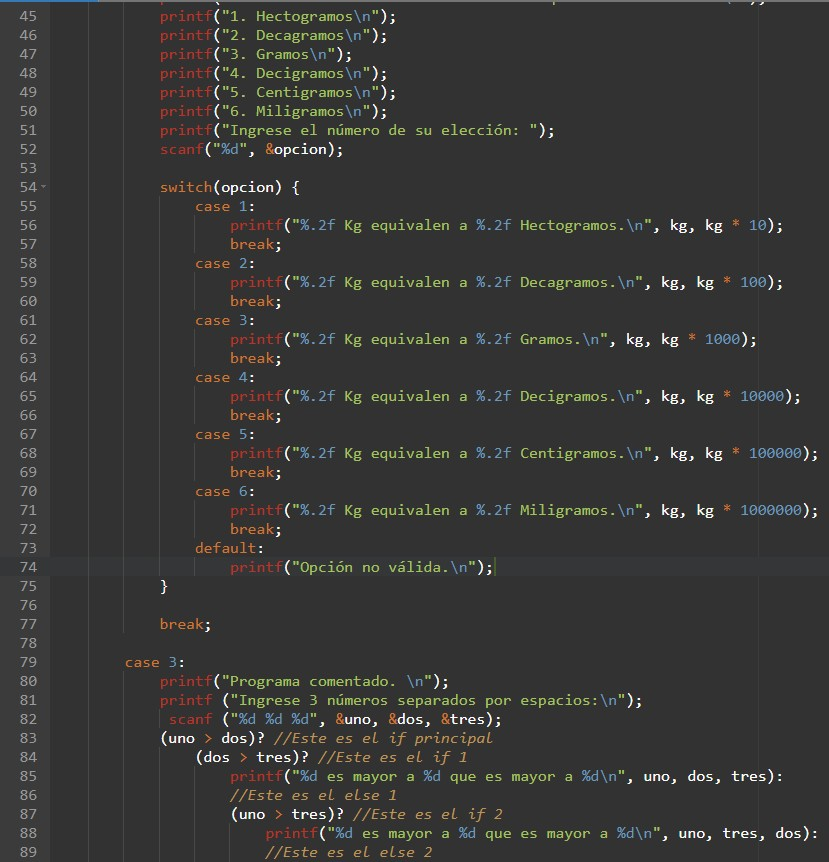 45 printf("1. Hectogramos\n");
46 printf("2. Decagramos\n");
47 printf("3. Gramos\n");
48 printf("4. Decigramos\n");
49 printf("5. Centigramos\n");
50 printf("6. Miligramos\n");
51 printf("Ingrese el número de su elección: ");
52 scanf("%d", &opcion);
53
54 switch(opcion) {
55 case 1:
56 printf("%.2f Kg equivalen a %.2f Hectogramos.\n", kg, kg * 10);
57 break;
58 case 2:
59 printf("%.2f Kg equivalen a %.2f Decagramos.\n", kg, kg * 100);
60 break;
61 case 3:
62 printf("%.2f Kg equivalen a %.2f Gramos.\n", kg, kg * 1000);
63 break;
64 case 4:
65 printf("%.2f Kg equivalen a %.2f Decigramos.\n", kg, kg * 10000);
66 break;
67 case 5:
68 printf("%.2f Kg equivalen a %.2f Centigramos.\n", kg, kg * 100000);
69 break;
70 case 6:
71 printf("%.2f Kg equivalen a %.2f Miligramos.\n", kg, kg * 1000000);
72 break;
73 default:
74 printf("Opción no válida.\n");
75 }
76
77 break;
78
79 case 3:
80 printf("Programa comentado. \n");
81 printf ("Ingrese 3 números separados por espacios:\n");
82 scanf ("%d %d %d", &uno, &dos, &tres);
83 (uno > dos)? //Este es el if principal
84 (dos > tres)? //Este es el if 1
85 printf("%d es mayor a %d que es mayor a %d\n", uno, dos, tres):
86 //Este es el else 1
87 (uno > tres)? //Este es el if 2
88 printf("%d es mayor a %d que es mayor a %d\n", uno, tres, dos):
89 //Este es el else 2